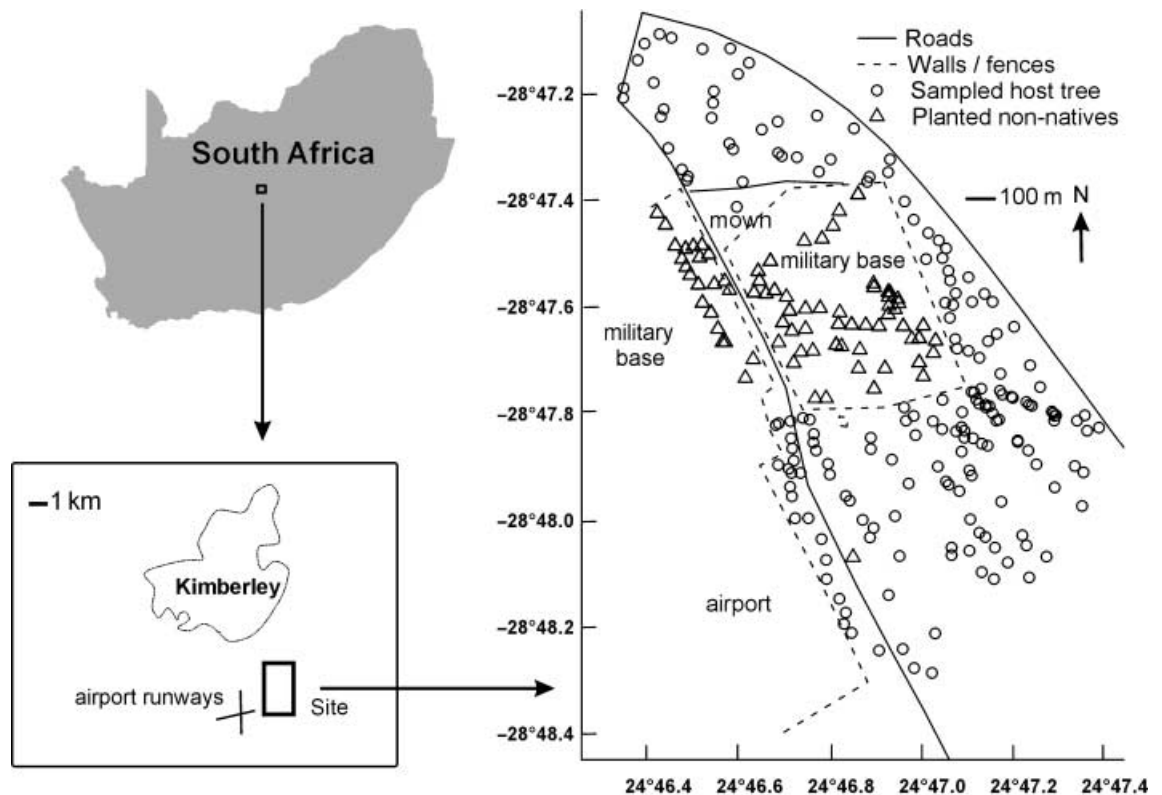 South Africa
1 km
Kimberley
airport runways
Site
Roads
Walls / fences
Sampled host tree
Planted non-natives
100 m
N
mown
military base
military
base
airport
–28°47.2
–28°47.4
–28°47.6
–28°47.8
–28°48.0
–28°48.2
–28°48.4
24°46.4
24°46.6
24°46.8
24°47.0
24°47.2
24°47.4